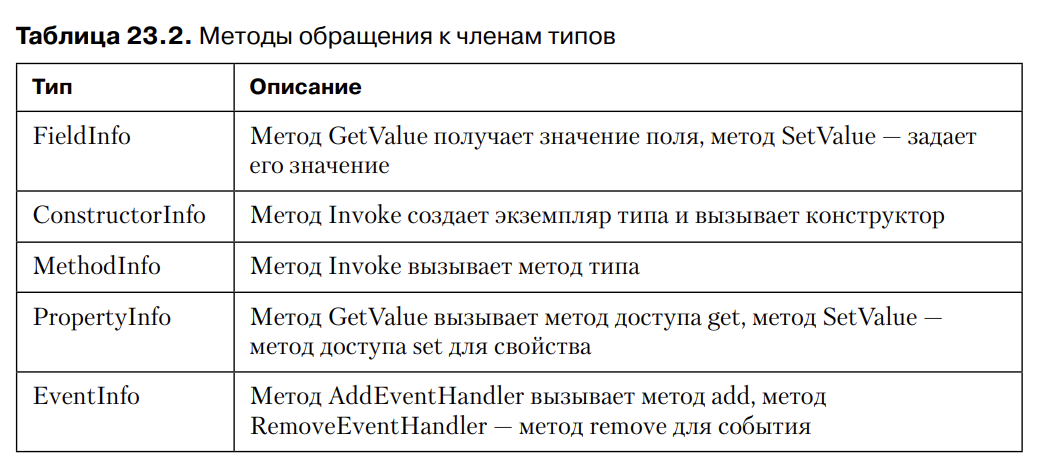 Таблица 23.2. Методы обращения к членам типов
Тип Описание
FieldInfo Метод GetValue получает значение поля, метод SetValue — задает
его значение
ConstructorInfo Метод Invoke создает экземпляр типа и вызывает конструктор
MethodInfo Метод Invoke вызывает метод типа
PropertyInfo Метод GetValue вызывает метод доступа get, метод SetValue —
метод доступа set для свойства
EventInfo Метод AddEventHandler вызывает метод add, метод
RemoveEventHandler — метод remove для события